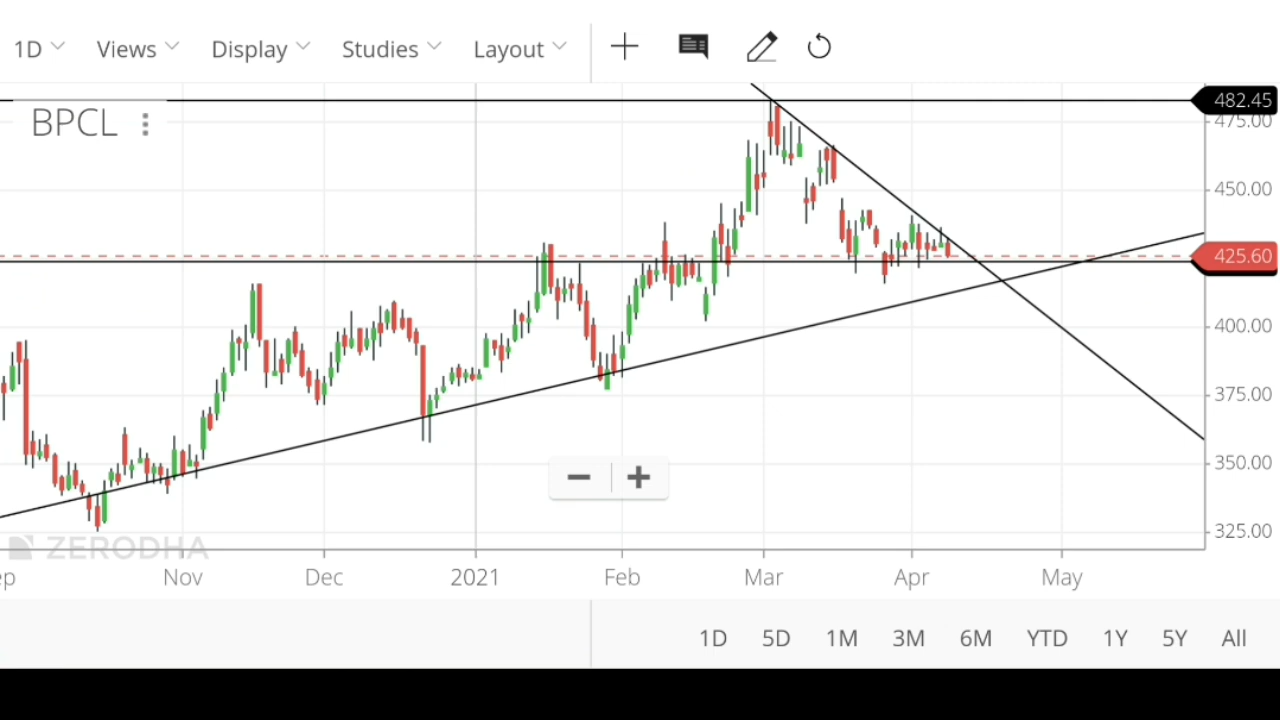 1D Views Display Studies Layout
482.45
475.00
BPCL
450.00
425.60
400.00
375.00
350.00
325.00
ZERODHA
ep Nov Dec 2021 Feb Mar Apr May
1D 5D 1M 3M 6M YTD 1Y 5Y All